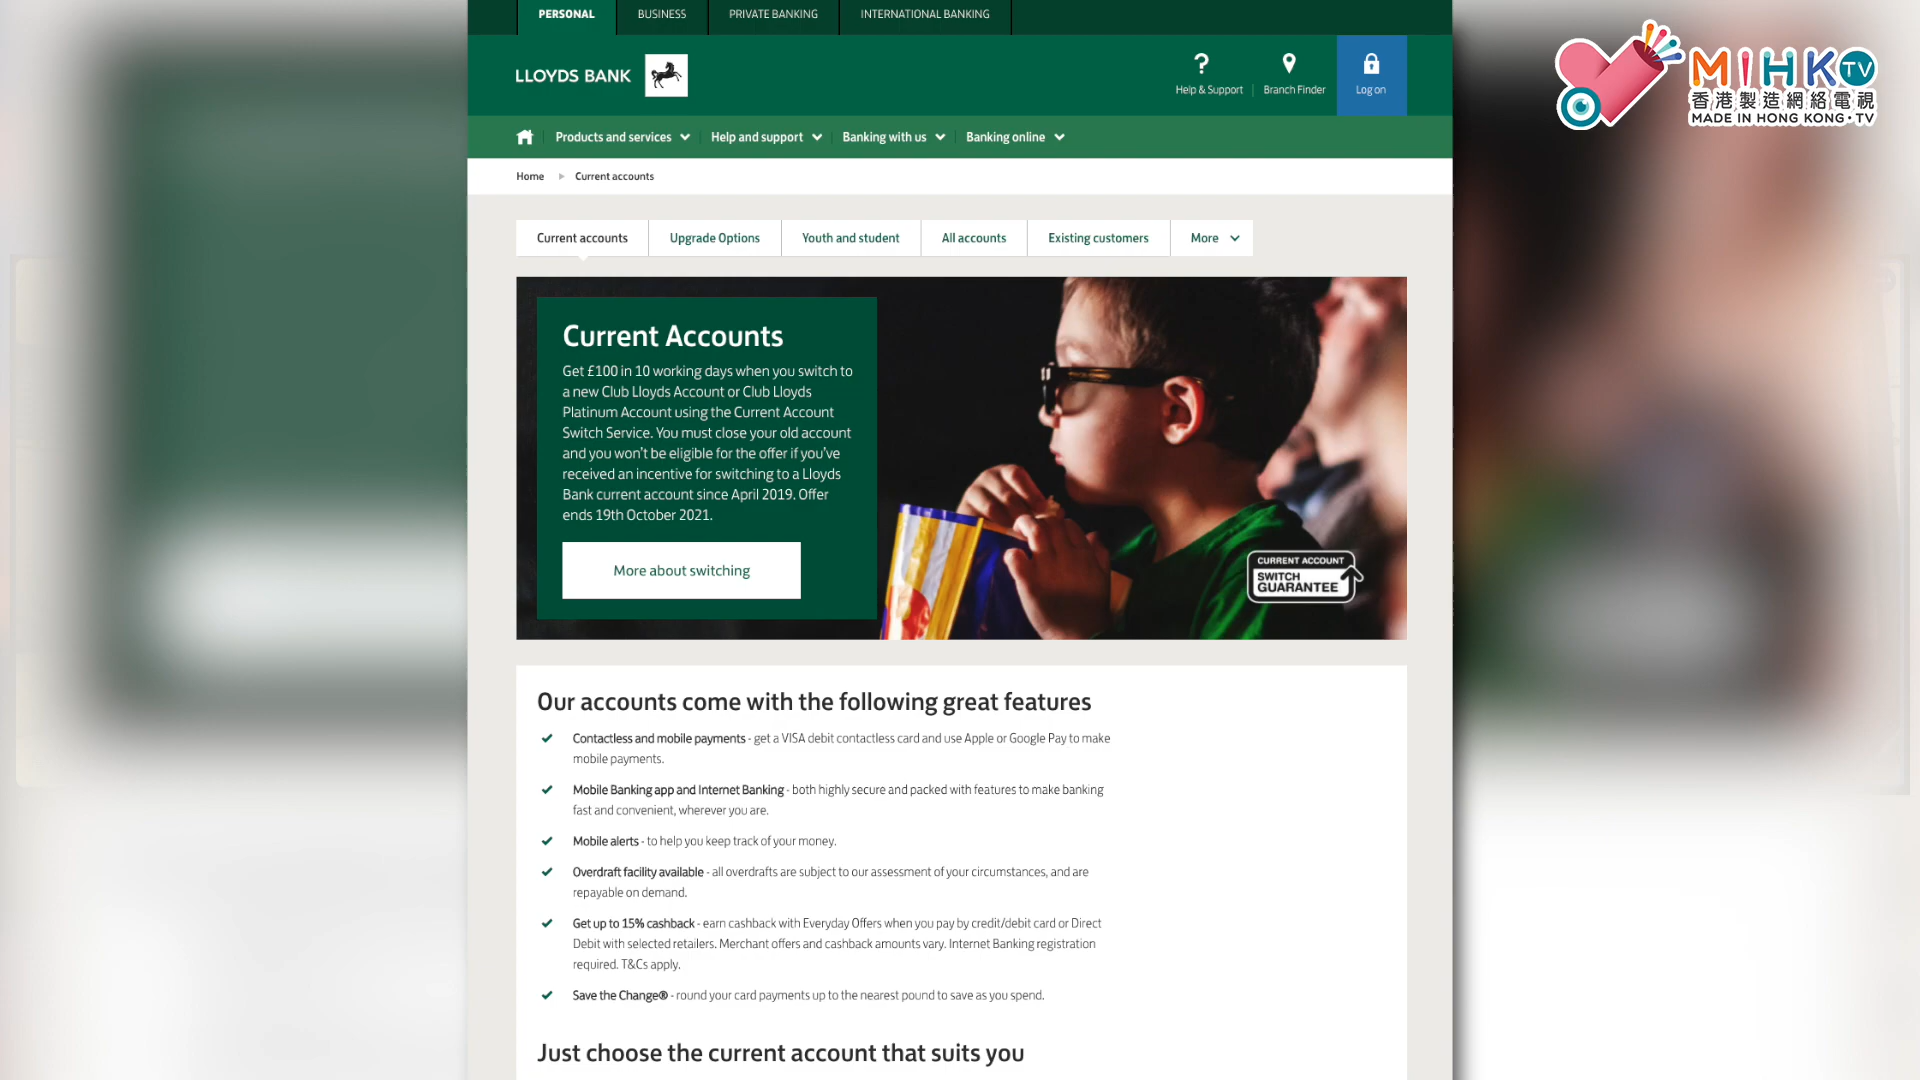 PERSONAL BUSINESS PRIVATE BANKING INTERNATIONAL BANKING
LLOYDS BANK
Help & Support Branch Finder Log on
Products and services Help and support Banking with us Banking online
Home Current accounts
Current accounts Upgrade Options Youth and student All accounts Existing customers More
Current Accounts
Get £100 in 10 working days when you switch to
a new Club Lloyds Account or Club Lloyds
Platinum Account using the Current Account
Switch Service. You must close your old account
and you won't be eligible for the offer if you've
received an incentive for switching to a Lloyds
Bank current account since April 2019. Offer
ends 19th October 2021.
More about switching
CURRENT ACCOUNT
SWITCH
GUARANTEE
Our accounts come with the following great features
Contactless and mobile payments - get a VISA debit contactless card and use Apple or Google Pay to make
mobile payments.
Mobile Banking app and Internet Banking - both highly secure and packed with features to make banking
fast and convenient, wherever you are.
Mobile alerts - to help you keep track of your money.
Overdraft facility available - all overdrafts are subject to our assessment of your circumstances, and are
repayable on demand.
Get up to 15% cashback - earn cashback with Everyday Offers when you pay by credit/debit card or Direct
Debit with selected retailers. Merchant offers and cashback amounts vary. Internet Banking registration
required. T&Cs apply.
Save the Change® - round your card payments up to the nearest pound to save as you spend.
Just choose the current account that suits you
MIHK TV
香港製造網絡電視
MADE IN HONG KONG・TV